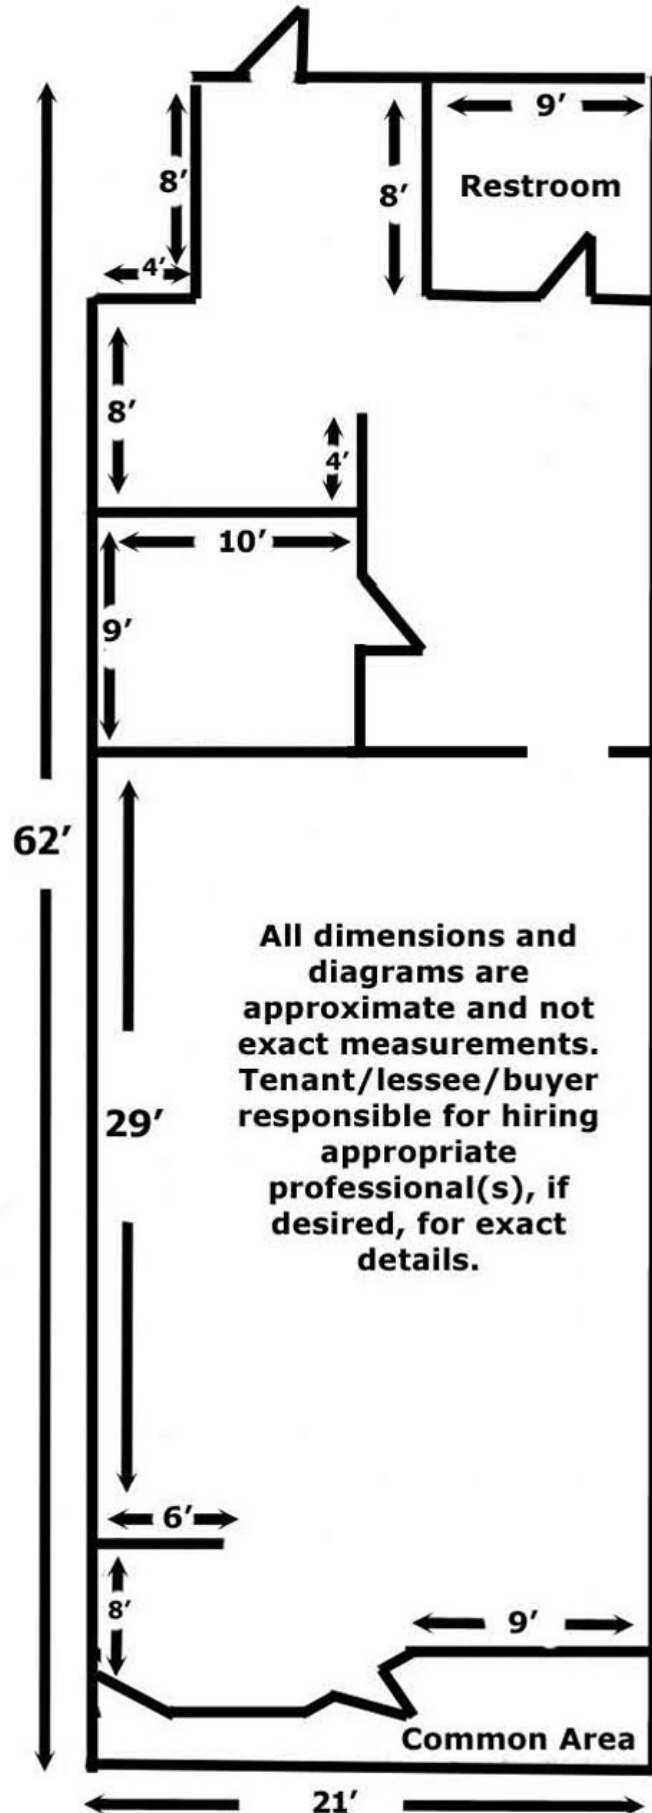 9'
8'
8'
Restroom
4'
8'
4'
10'
9'
62'
All dimensions and
diagrams are
approximate and not
exact measurements.
Tenant/lessee/buyer
responsible for hiring
appropriate
professional(s), if
desired, for exact
details.
29'
6'
8'
9'
Common Area
21'